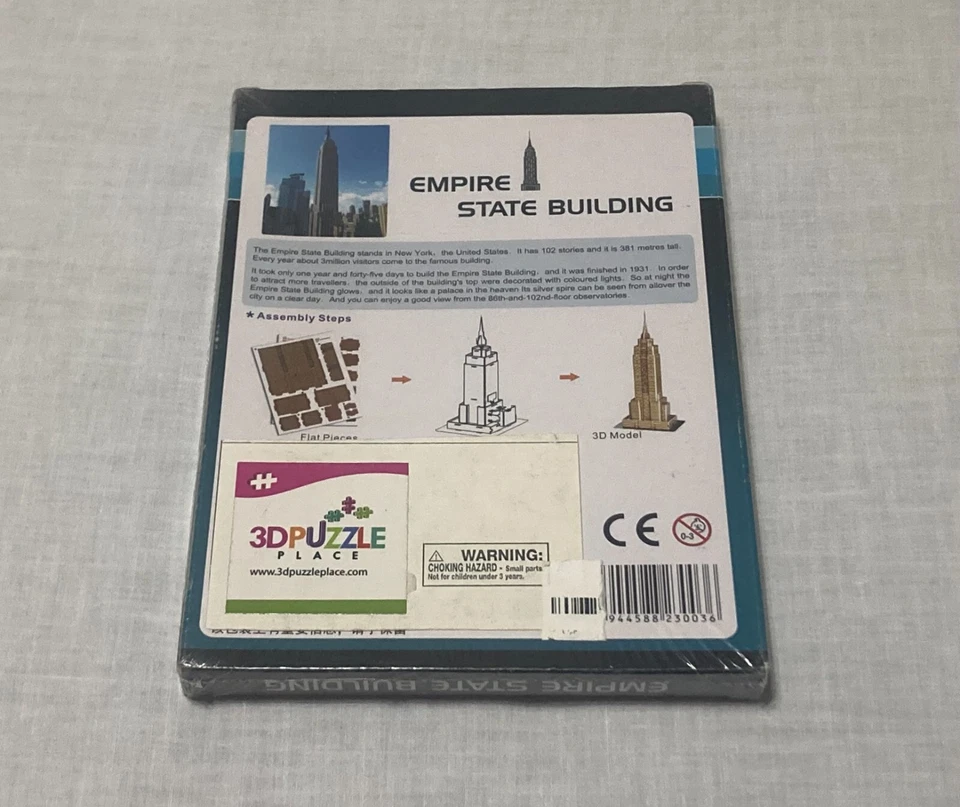 EMPIRE
STATE BUILDING
The Empire State Building stands in New York, the United States. It has 102 stories and it is 381 metres tall.
Every year about 3million visitors come to the famous building.
It took only one year and forty-five days to build the Empire State Building, and it was finished in 1931. In order
to attract more travellers, the outside of the building's top were decorated with coloured lights. So at night the
Empire State Building glows, and it looks like a palace in the heaven Its silver spire can be seen from allover the
city on a clear day. And you can enjoy a good view from the 86th-and-102nd-floor observatories.
* Assembly Steps
Flat Pieces
3D Model
3DPUZZLE
PLACE
www.3dpuzzleplace.com
WARNING:
CHOKING HAZARD - Small parts
Not for children under 3 years.
CE
0-3
944588 230036
EMPIRE STATE BUILDING